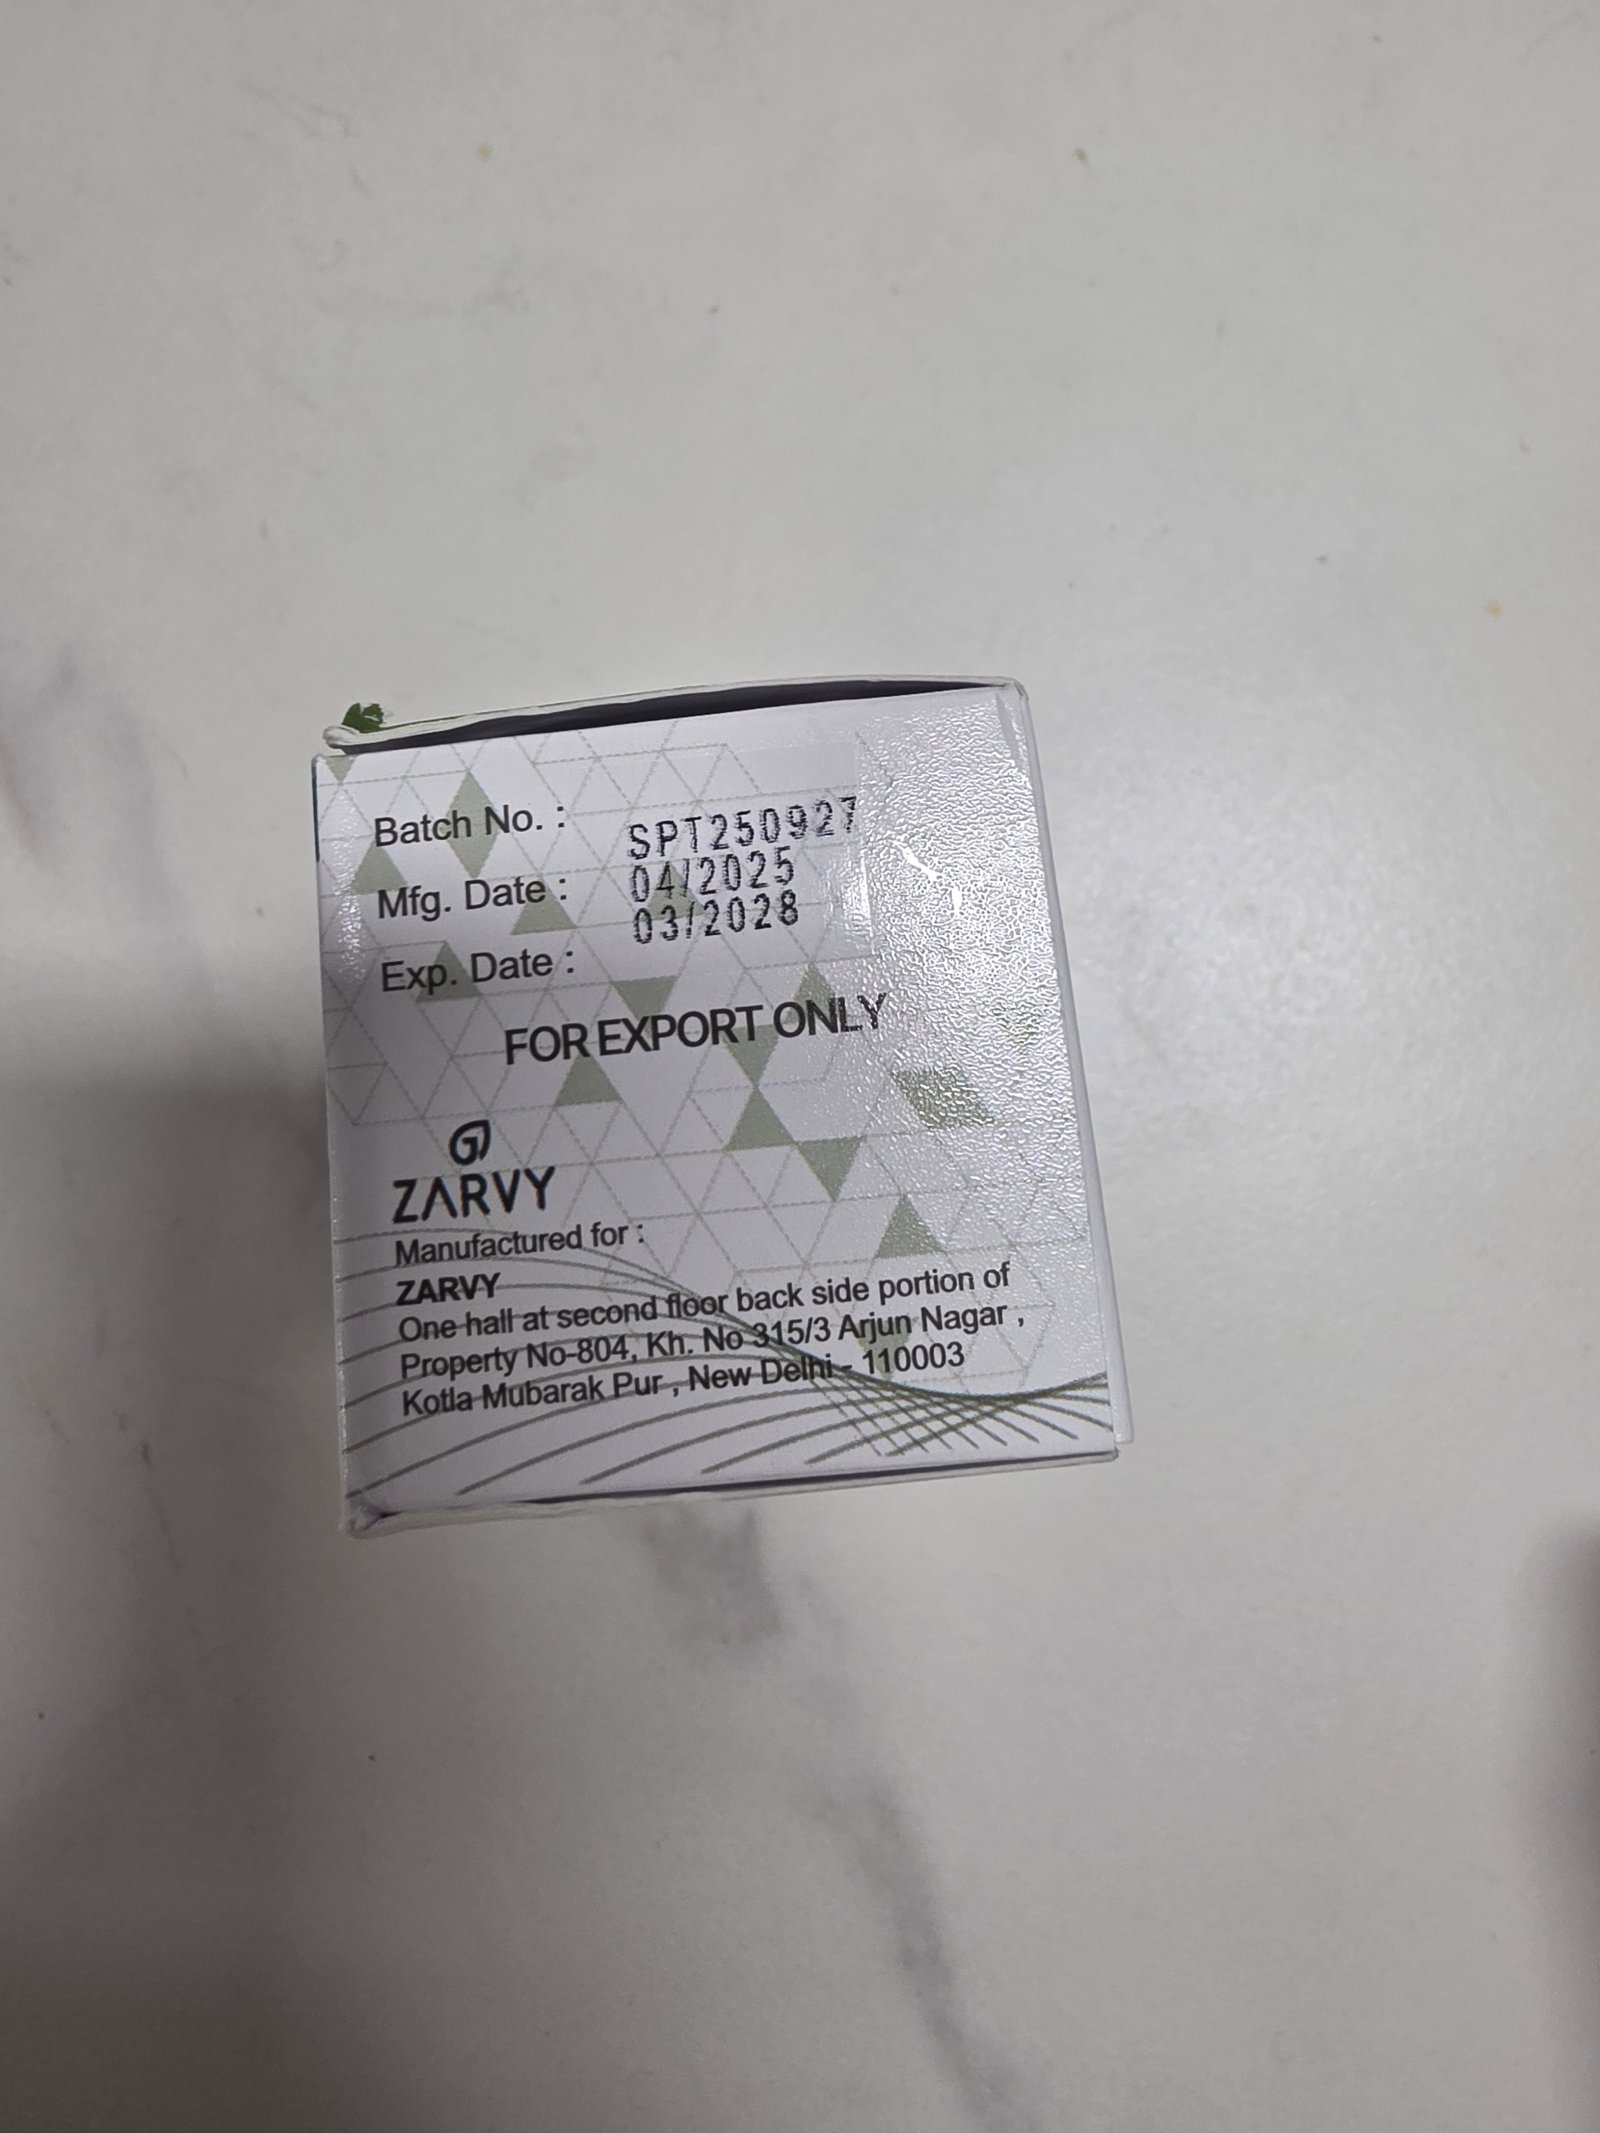 Batch No. : SPT250927
Mfg. Date : 04/2025
Exp. Date : 03/2028
FOR EXPORT ONLY
ZARVY
Manufactured for :
ZARVY
One hall at second floor back side portion of
Property No-804, Kh. No 315/3 Arjun Nagar ,
Kotla Mubarak Pur , New Delhi - 110003